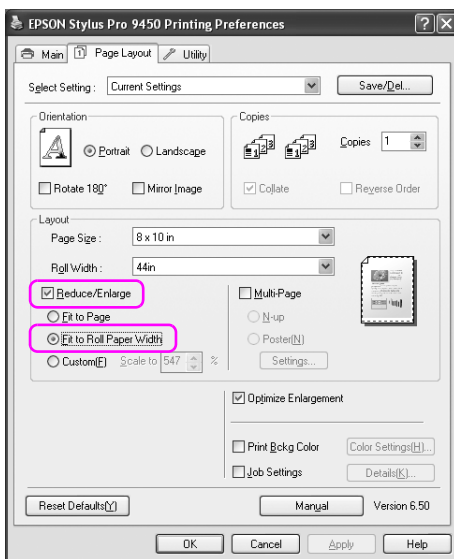 EPSON Stylus Pro 9450 Printing Preferences
Main Page Layout Utility
Select Setting : Current Settings Save/Del...
Orientation Copies
Portrait Landscape Copies 1
Rotate 180° Mirror Image Collate Reverse Order
Layout
Page Size : 8 x 10 in
Roll Width : 44in
Reduce/Enlarge Multi-Page
Fit to Page N-up
Fit to Roll Paper Width Poster(N)
Custom(F) Scale to 547 % Settings...
Optimize Enlargement
Print Bckg Color Color Settings(H)...
Job Settings Details(K)...
Reset Defaults(Y) Manual Version 6.50
OK Cancel Apply Help